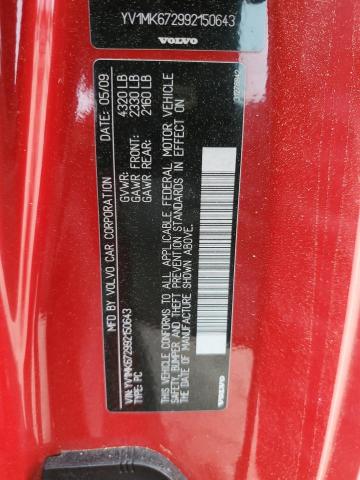 YV1MK672992150643
VOLVO
MFD BY VOLVO CAR CORPORATION DATE: 05/09
GVWR: 4320 LB
GAWR FRONT: 2330 LB
GAWR REAR: 2160 LB
VIN: YV1MK672992150643
TYPE: PC
THIS VEHICLE CONFORMS TO ALL APPLICABLE FEDERAL MOTOR VEHICLE
SAFETY, BUMPER AND THEFT PREVENTION STANDARDS IN EFFECT ON
THE DATE OF MANUFACTURE SHOWN ABOVE.
VOLVO